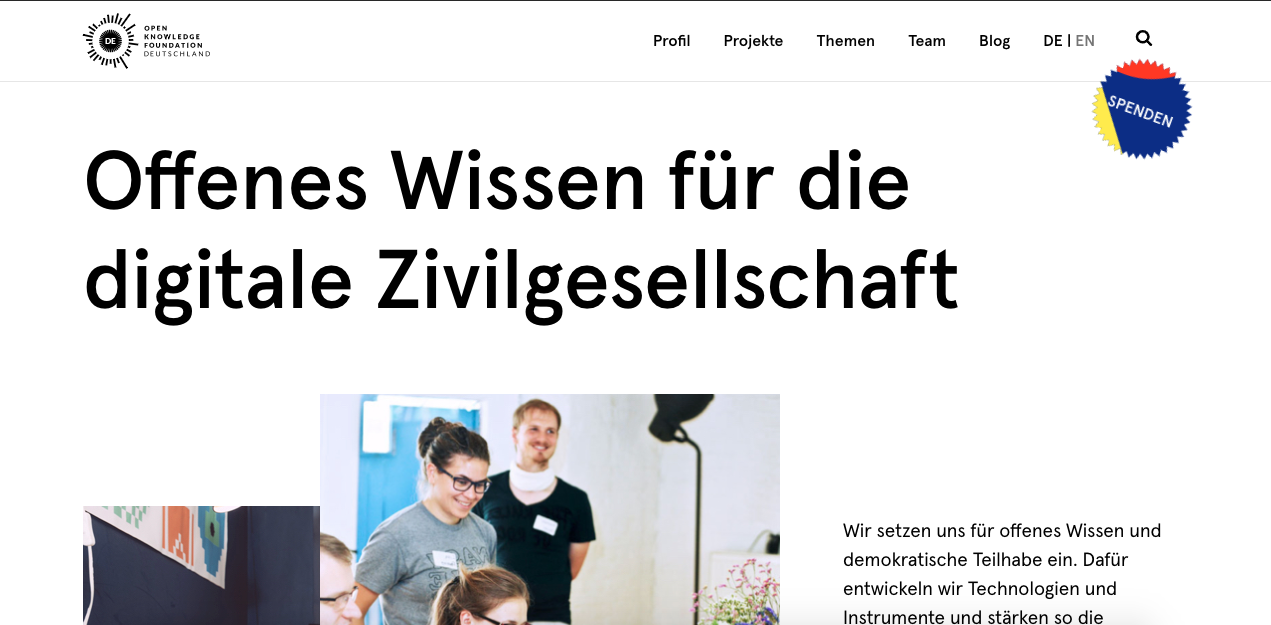 OPEN
KNOWLEDGE
FOUNDATION
DEUTSCHLAND
DE
Profil
Projekte
Themen
Team
Blog
DE | EN
SPENDEN
Offenes Wissen für die
digitale Zivilgesellschaft
Wir setzen uns für offenes Wissen und
demokratische Teilhabe ein. Dafür
entwickeln wir Technologien und
Instrumente und stärken so die